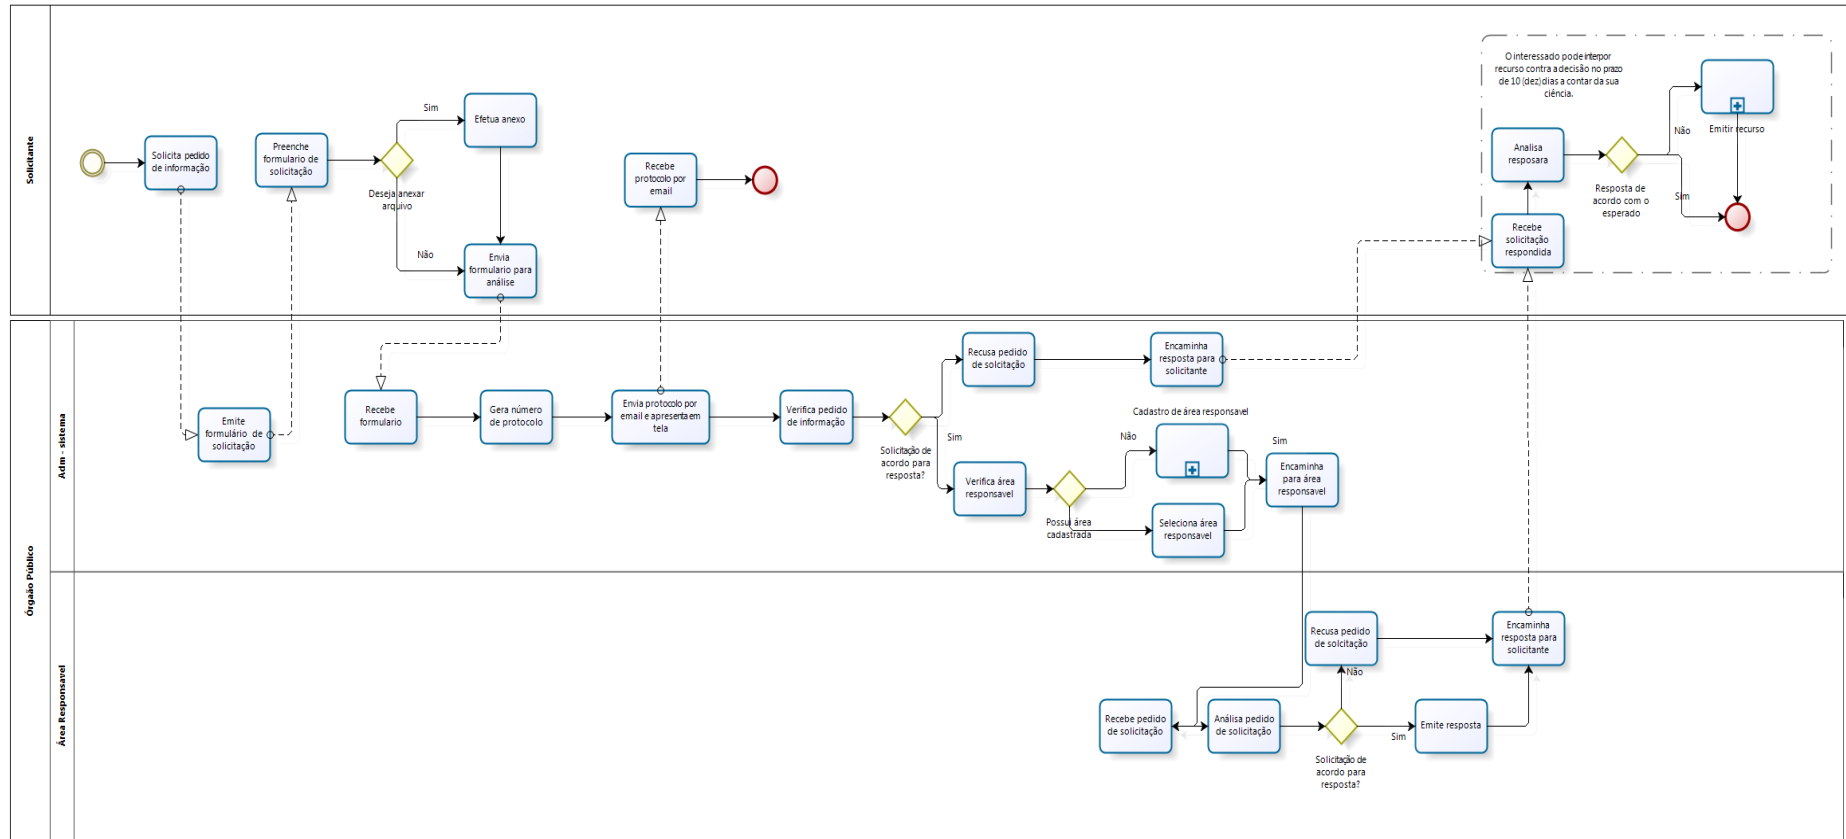 Solicitante
Solicita pedido
de informação
Preenche
formulario de
solicitação
Deseja anexar
arquivo
Sim
Não
Efetua anexo
Envia
formulario para
análise
Recebe
protocolo por
email
O interessado pode interpor
recurso contra a decisão no prazo
de 10 (dez) dias a contar da sua
ciência.
Analisa
resposara
Recebe
solicitação
respondida
Resposta de
acordo com o
esperado
Não
Sim
Emitir recurso
Órgaão Público
Adm - sistema
Emite
formulário de
solicitação
Recebe
formulario
Gera número
de protocolo
Envia protocolo por
email e apresenta em
tela
Verifica pedido
de informação
Solicitação de
acordo para
resposta?
Sim
Recusa pedido
de solcitação
Encaminha
resposta para
solicitante
Verifica área
responsavel
Possui área
cadastrada
Não
Cadastro de área responsavel
Seleciona área
responsavel
Sim
Encaminha
para área
responsavel
Área Responsavel
Recebe pedido
de solicitação
Análisa pedido
de solicitação
Solicitação de
acordo para
resposta?
Não
Sim
Recusa pedido
de solcitação
Emite resposta
Encaminha
resposta para
solicitante